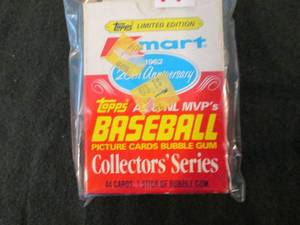 Topps LIMITED EDITION
Kmart
1962
20th Anniversary
Topps AL & NL MVP's
BASEBALL
PICTURE CARDS BUBBLE GUM
Collectors' Series
44 CARDS, 1 STICK OF BUBBLE GUM